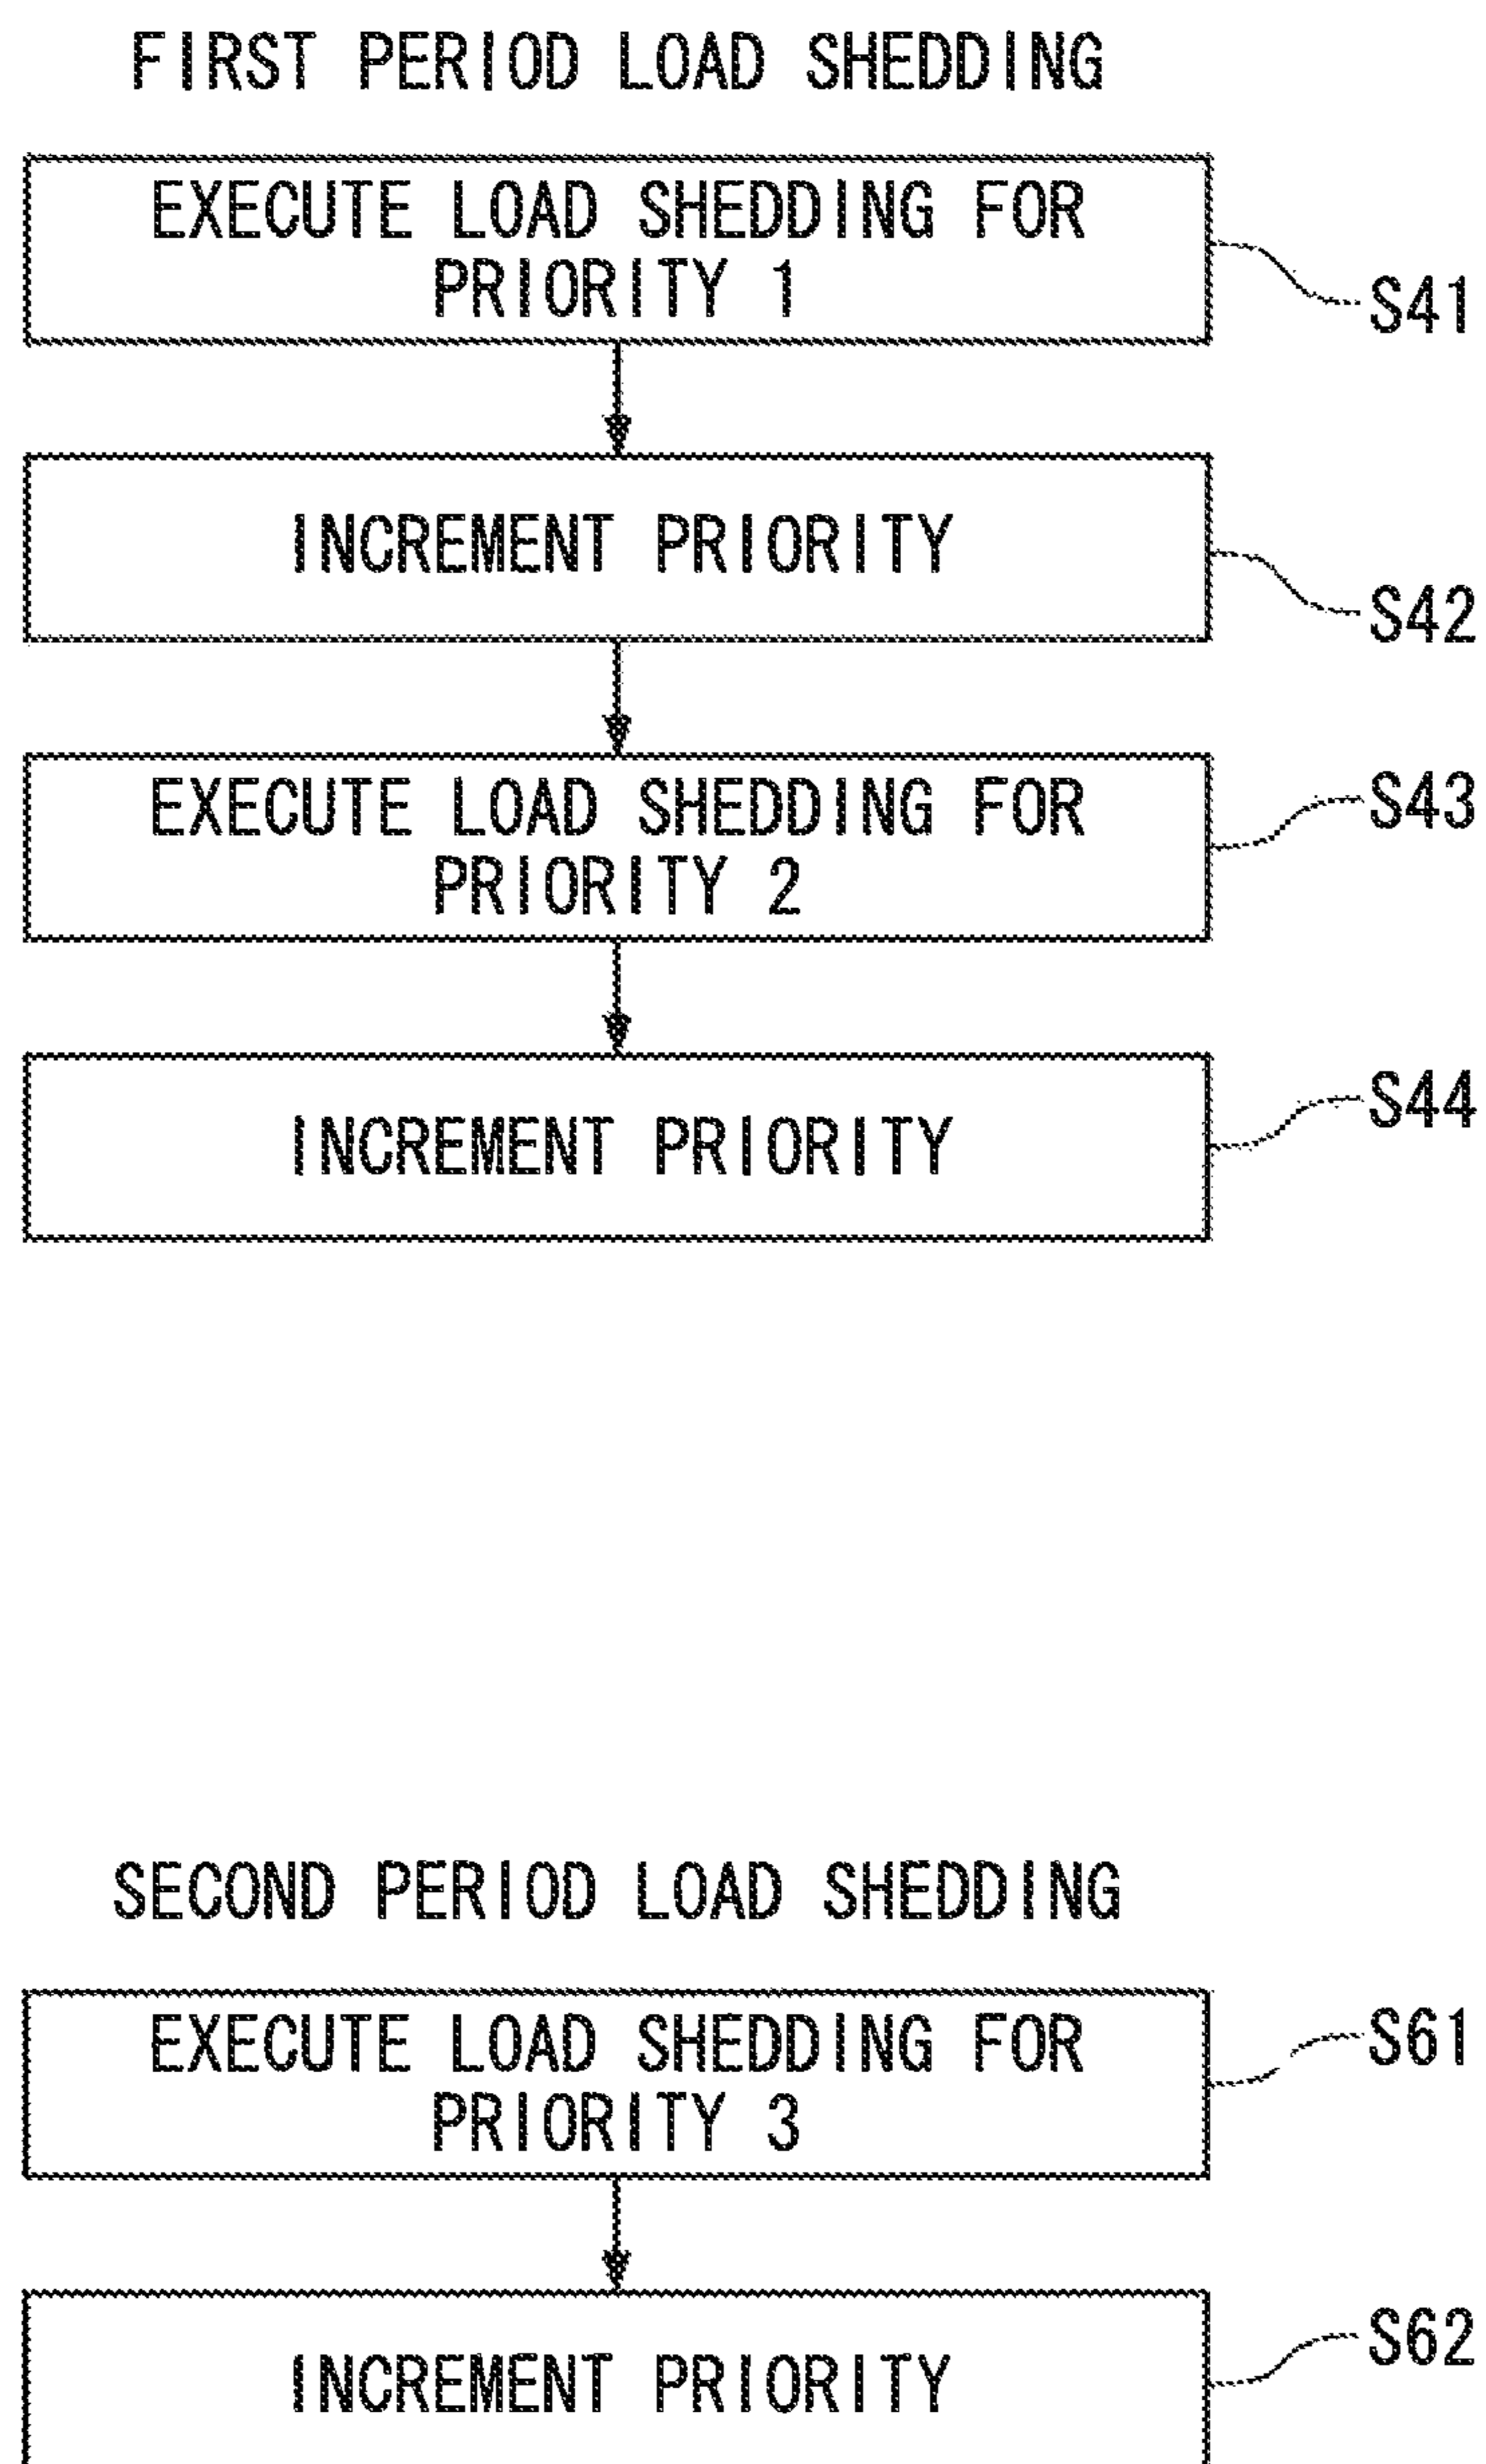 FIRST PERIOD LOAD SHEDDING
EXECUTE LOAD SHEDDING FOR
PRIORITY 1
S41
INCREMENT PRIORITY
S42
EXECUTE LOAD SHEDDING FOR
PRIORITY 2
S43
INCREMENT PRIORITY
S44
SECOND PERIOD LOAD SHEDDING
EXECUTE LOAD SHEDDING FOR
PRIORITY 3
S61
INCREMENT PRIORITY
S62